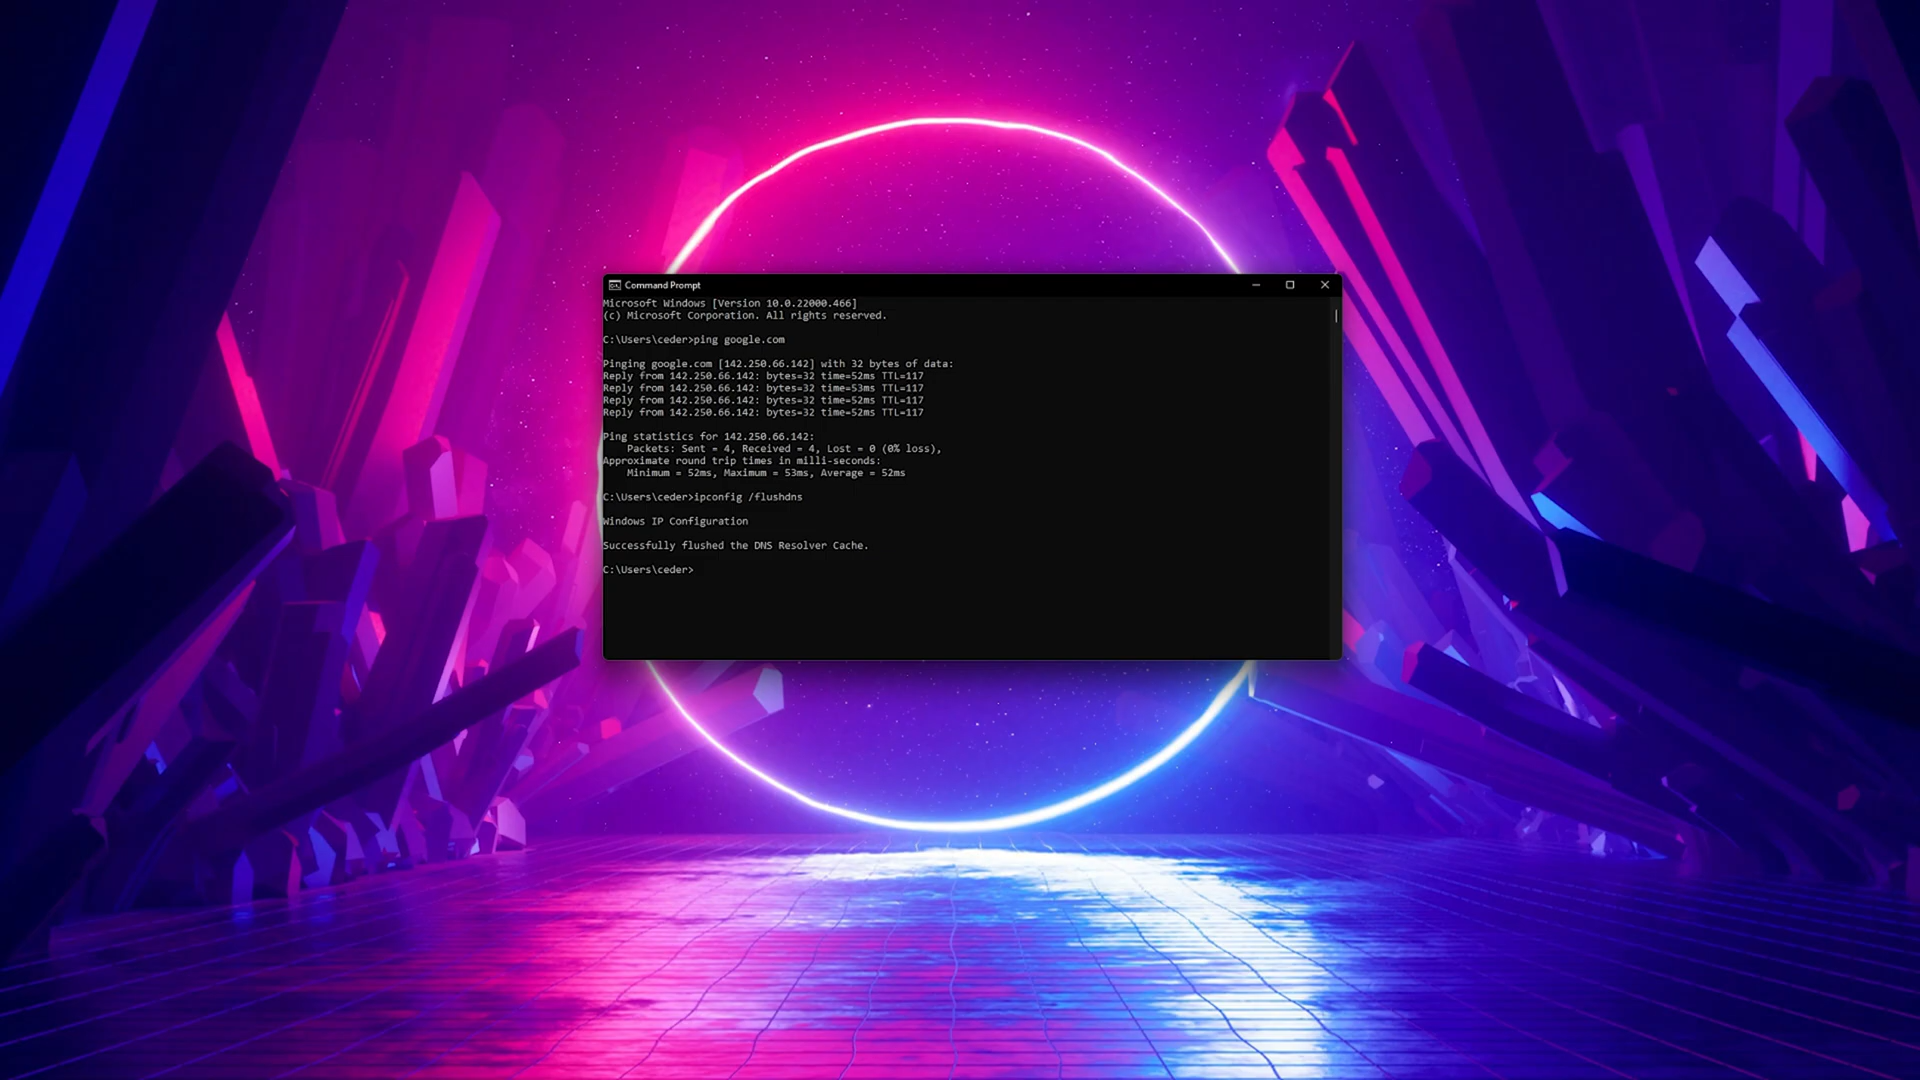 Command Prompt
Microsoft Windows [Version 10.0.22000.466]
(c) Microsoft Corporation. All rights reserved.
C:\Users\ceder>ping google.com
Pinging google.com [142.250.66.142] with 32 bytes of data:
Reply from 142.250.66.142: bytes=32 time=52ms TTL=117
Reply from 142.250.66.142: bytes=32 time=53ms TTL=117
Reply from 142.250.66.142: bytes=32 time=52ms TTL=117
Reply from 142.250.66.142: bytes=32 time=52ms TTL=117
Ping statistics for 142.250.66.142:
Packets: Sent = 4, Received = 4, Lost = 0 (0% loss),
Approximate round trip times in milli-seconds:
Minimum = 52ms, Maximum = 53ms, Average = 52ms
C:\Users\ceder>ipconfig /flushdns
Windows IP Configuration
Successfully flushed the DNS Resolver Cache.
C:\Users\ceder>